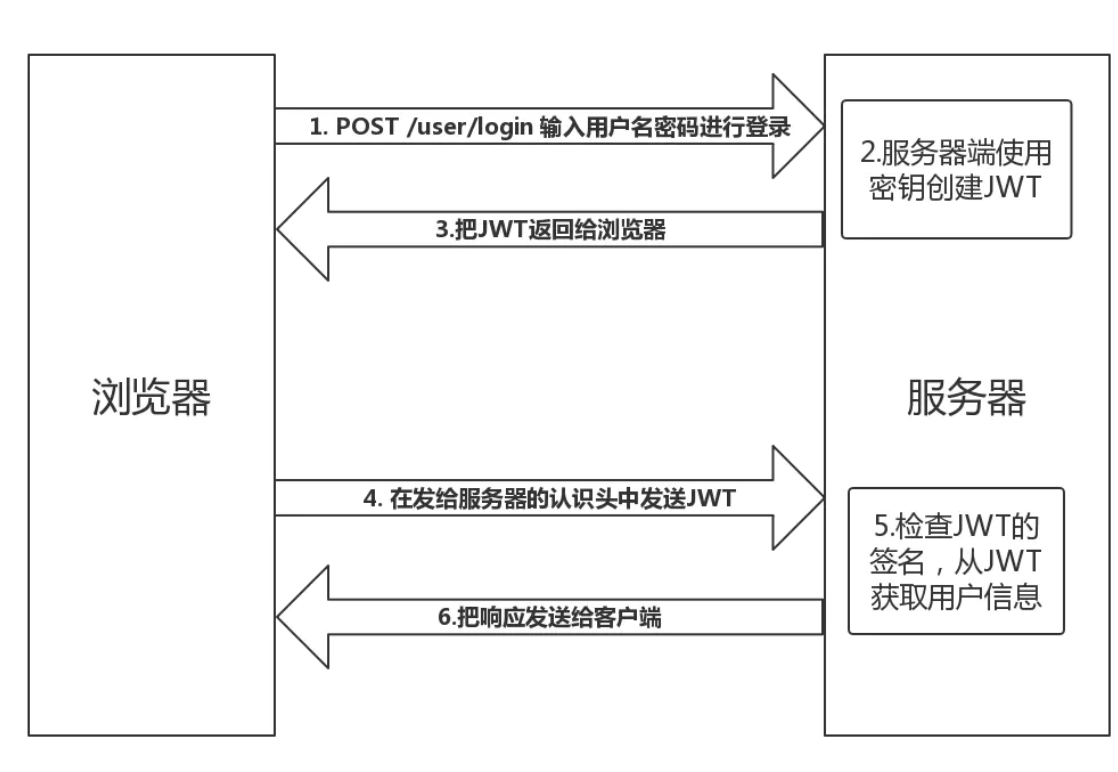 1. POST /user/login 输入用户名密码进行登录
2.服务器端使用
密钥创建JWT
3.把JWT返回给浏览器
浏览器
服务器
4. 在发给服务器的认识头中发送JWT
5.检查JWT的
签名，从JWT
获取用户信息
6.把响应发送给客户端